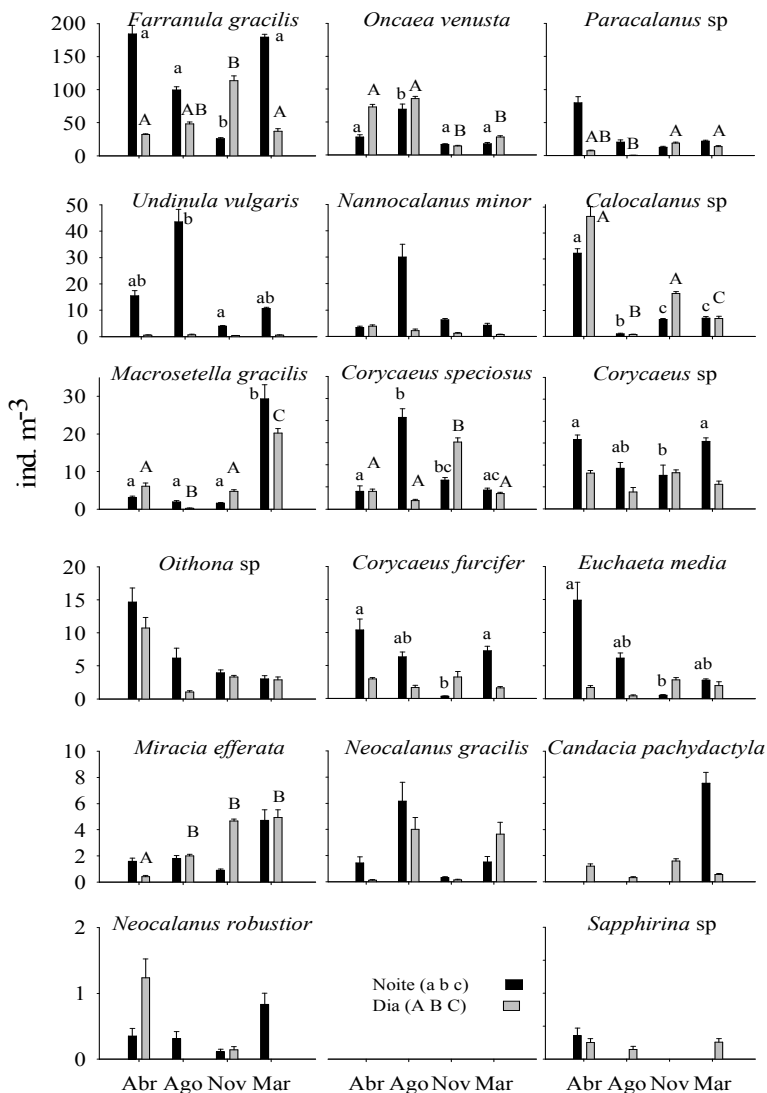 Farranula gracilis Oncaea venusta Paracalanus sp
200
150
100
50
0
a A a AB b B a A
a A b A a B a B
AB B A A
Undinula vulgaris Nannocalanus minor Calocalanus sp
50
40
30
20
10
0
ab b a ab
a A b B c A c C
Macrosetella gracilis Corycaeus speciosus Corycaeus sp
30
20
10
0
a A a B a A b C
a A b A bc B ac A
a ab b a
ind. m-3
Oithona sp Corycaeus furcifer Euchaeta media
20
15
10
5
0
a ab b a
a ab b ab
Miracia efferata Neocalanus gracilis Candacia pachydactyla
10
8
6
4
2
0
A B B B
Neocalanus robustior Sapphirina sp
2
1
0
Noite (a b c)
Dia (A B C)
Abr Ago Nov Mar Abr Ago Nov Mar Abr Ago Nov Mar